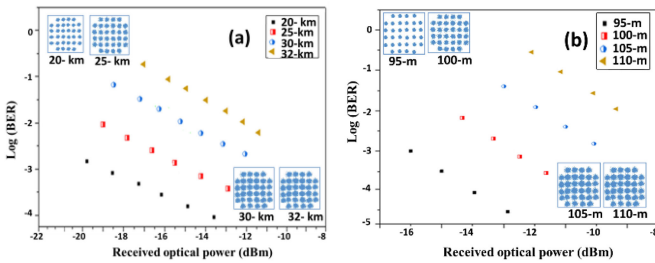 (a)
20- km
25- km
30-km
32-km
20- km 25- km
30- km 32- km
Log (BER)
0
-1
-2
-3
-4
-22 -20 -18 -16 -14 -12 -10 -8
Received optical power (dBm)
(b)
95-m
100-m
105-m
110-m
95-m 100-m
105-m 110-m
Log (BER)
0
-1
-2
-3
-4
-5
-16 -14 -12 -10 -8
Received optical power (dBm)